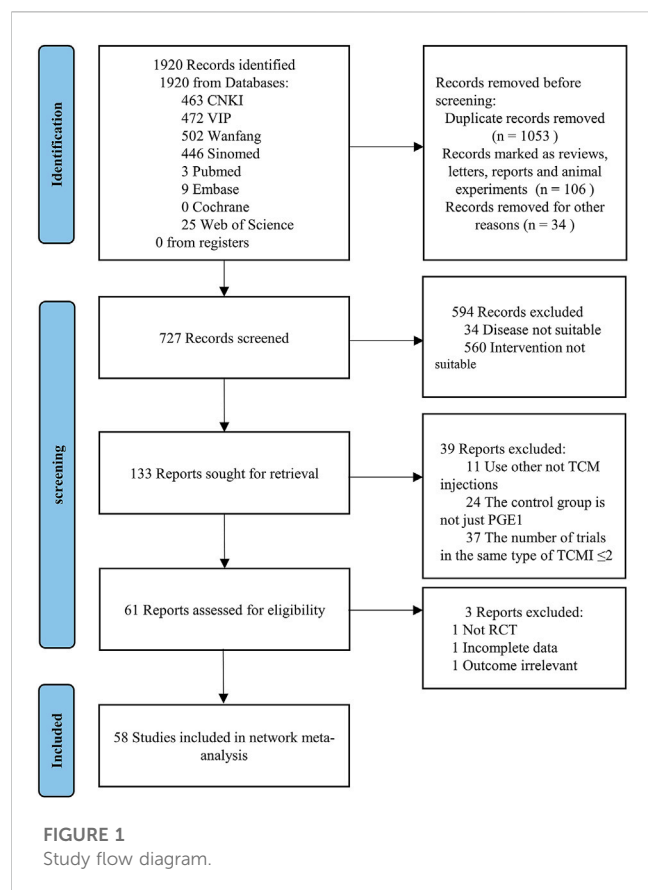 Identification
1920 Records identified
1920 from Databases:
463 CNKI
472 VIP
502 Wanfang
446 Sinomed
3 Pubmed
9 Embase
0 Cochrane
25 Web of Science
0 from registers
Records removed before
screening:
Duplicate records removed
(n = 1053 )
Records marked as reviews,
letters, reports and animal
experiments (n = 106 )
Records removed for other
reasons (n = 34 )
screening
727 Records screened
594 Records excluded
34 Disease not suitable
560 Intervention not
suitable
133 Reports sought for retrieval
39 Reports excluded:
11 Use other not TCM
injections
24 The control group is
not just PGE1
37 The number of trials
in the same type of TCMI ≤2
61 Reports assessed for eligibility
3 Reports excluded:
1 Not RCT
1 Incomplete data
1 Outcome irrelevant
Included
58 Studies included in network meta-
analysis
FIGURE 1
Study flow diagram.